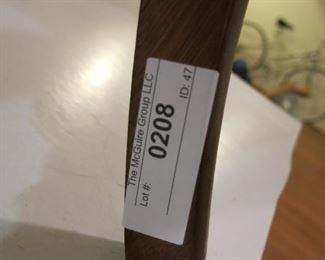 The McGuire Group LLC
Lot #:
0208
ID: 47